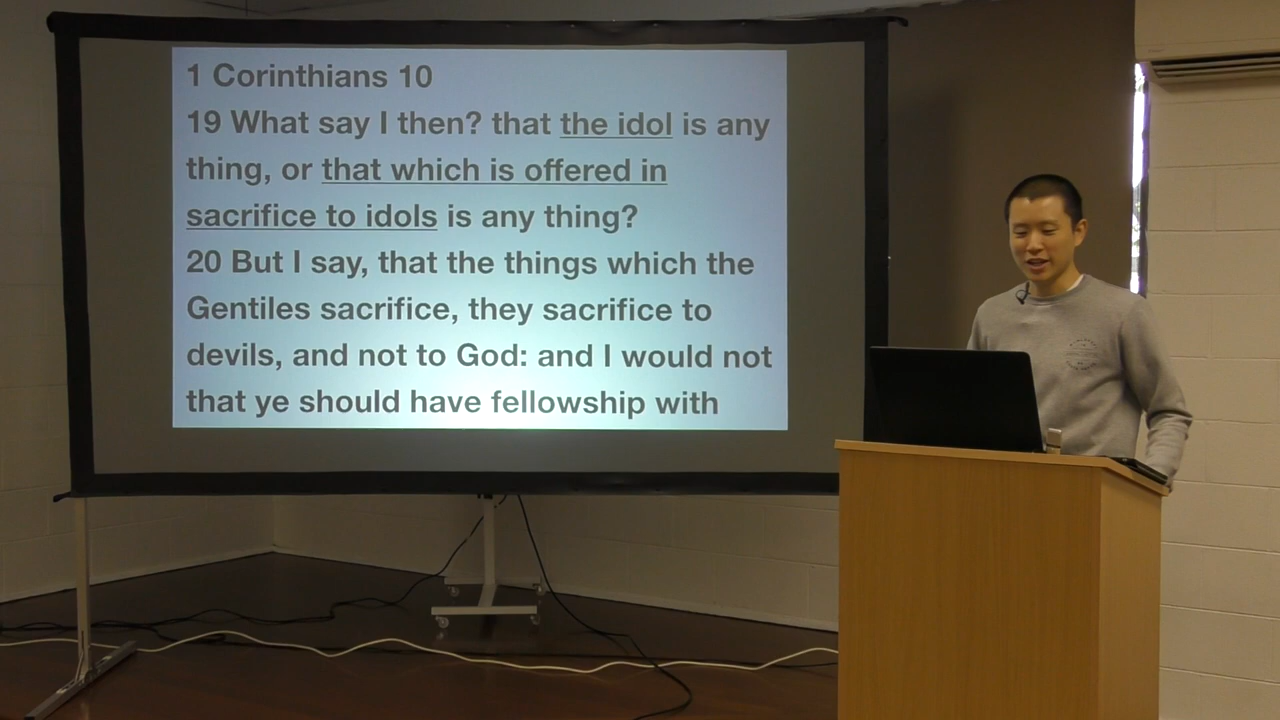 1 Corinthians 10
19 What say I then? that the idol is any
thing, or that which is offered in
sacrifice to idols is any thing?
20 But I say, that the things which the
Gentiles sacrifice, they sacrifice to
devils, and not to God: and I would not
that ye should have fellowship with